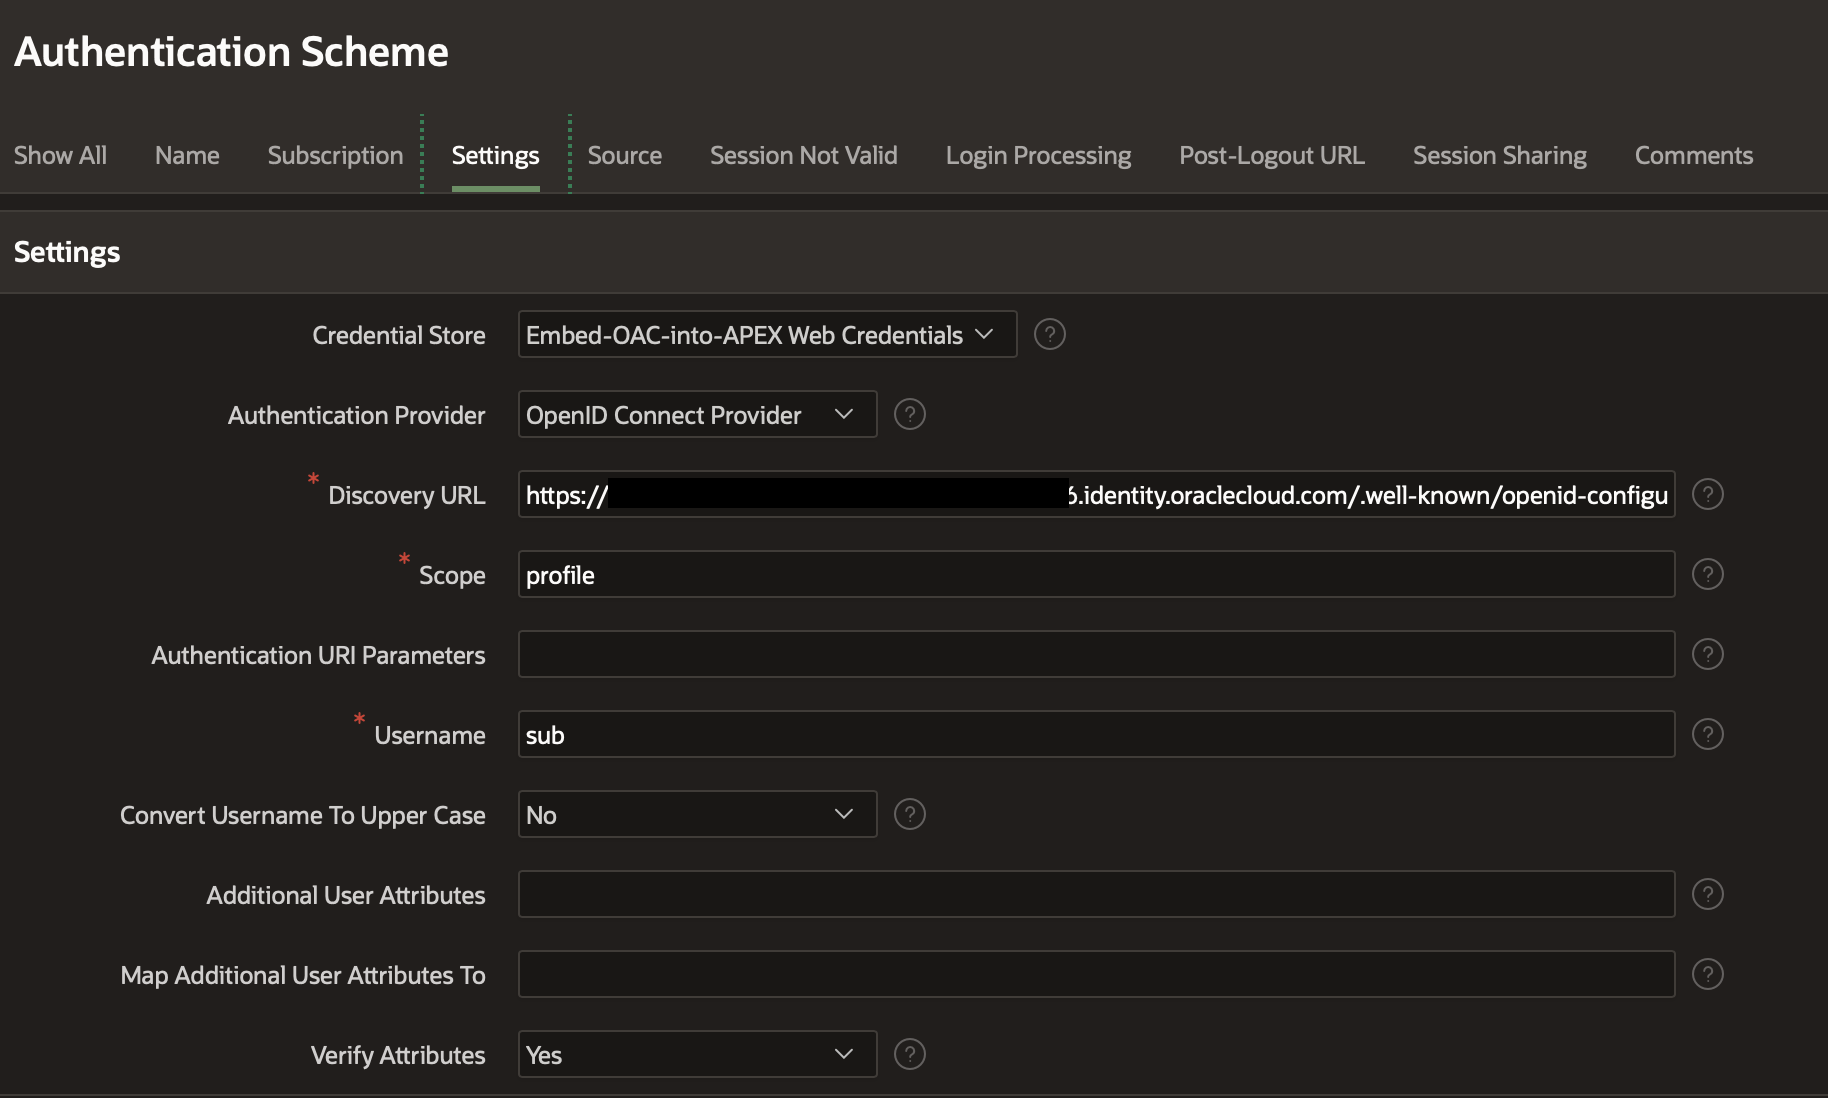 Authentication Scheme
Show All Name Subscription Settings Source Session Not Valid Login Processing Post-Logout URL Session Sharing Comments
Settings
Credential Store Embed-OAC-into-APEX Web Credentials ?
Authentication Provider OpenID Connect Provider ?
* Discovery URL https:// 6.identity.oraclecloud.com/.well-known/openid-configu ?
* Scope profile ?
Authentication URI Parameters ?
* Username sub ?
Convert Username To Upper Case No ?
Additional User Attributes ?
Map Additional User Attributes To ?
Verify Attributes Yes ?